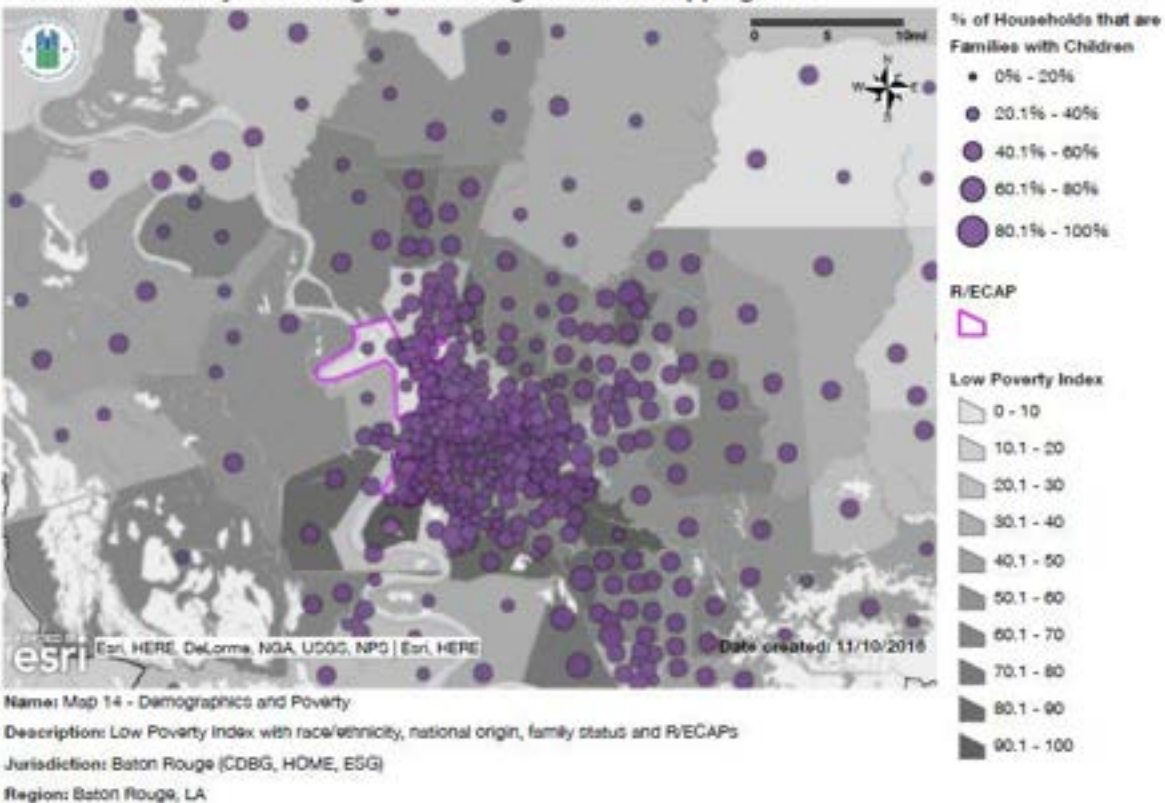 0 5 10mi
N
W E
S
% of Households that are
Families with Children
0% - 20%
20.1% - 40%
40.1% - 60%
60.1% - 80%
80.1% - 100%
R/ECAP
Low Poverty Index
0 - 10
10.1 - 20
20.1 - 30
30.1 - 40
40.1 - 50
50.1 - 60
60.1 - 70
70.1 - 80
80.1 - 90
90.1 - 100
esri
Esri, HERE, DeLorme, NGA, USGS, NPS | Esri, HERE
Date created: 11/10/2016
Name: Map 14 - Demographics and Poverty
Description: Low Poverty Index with race/ethnicity, national origin, family status and R/ECAPs
Jurisdiction: Baton Rouge (CDBG, HOME, ESG)
Region: Baton Rouge, LA